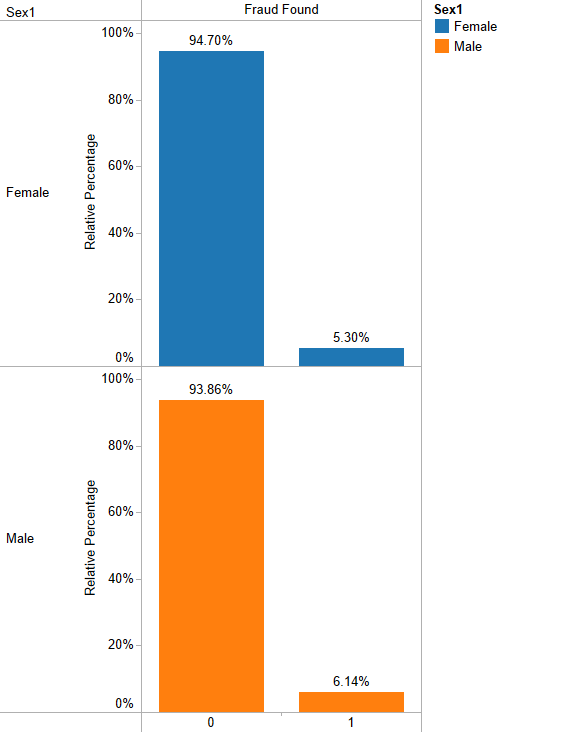 Sex1
Fraud Found
Sex1
Female
Male
100%
80%
60%
40%
20%
0%
Relative Percentage
Female
94.70%
5.30%
100%
80%
60%
40%
20%
0%
Relative Percentage
Male
93.86%
6.14%
0
1